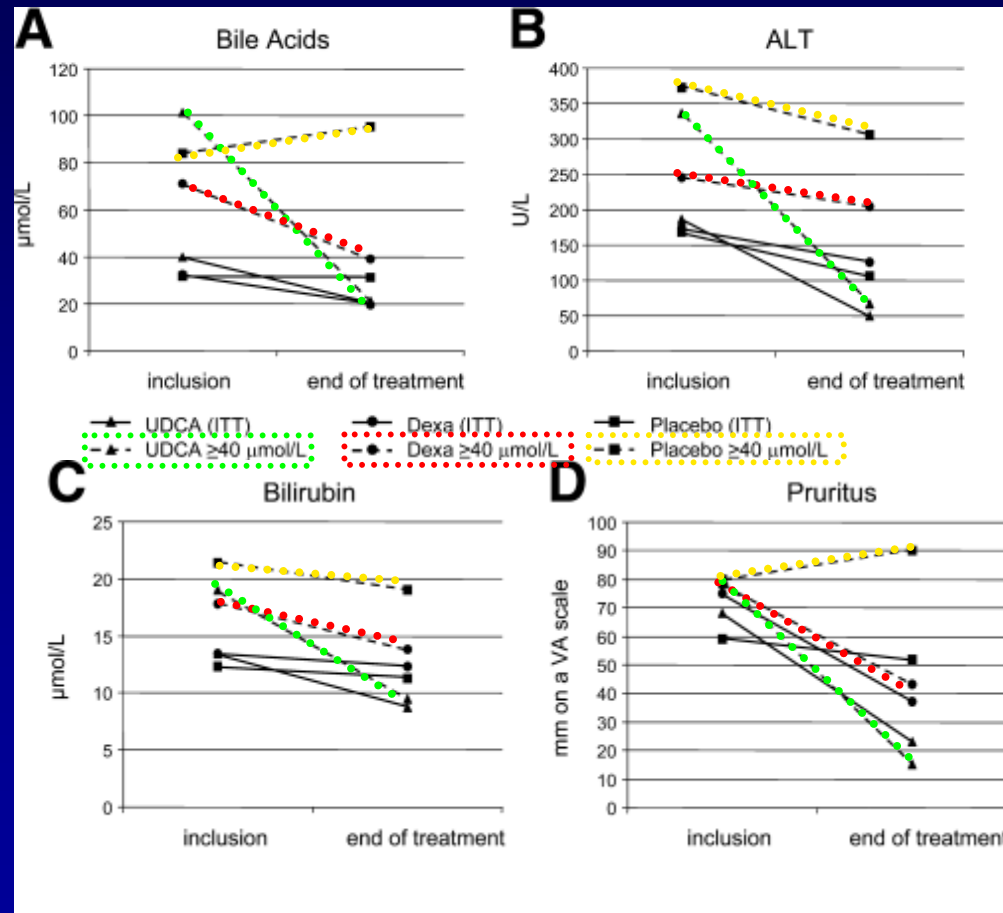 A
Bile Acids
120
100
80
60
40
20
0
µmol/L
inclusion
end of treatment
B
ALT
400
350
300
250
200
150
100
50
0
U/L
inclusion
end of treatment
UDCA (ITT)
Dexa (ITT)
Placebo (ITT)
UDCA ≥40 µmol/L
Dexa ≥40 µmol/L
Placebo ≥40 µmol/L
C
Bilirubin
25
20
15
10
5
0
µmol/L
inclusion
end of treatment
D
Pruritus
100
90
80
70
60
50
40
30
20
10
0
mm on a VA scale
inclusion
end of treatment